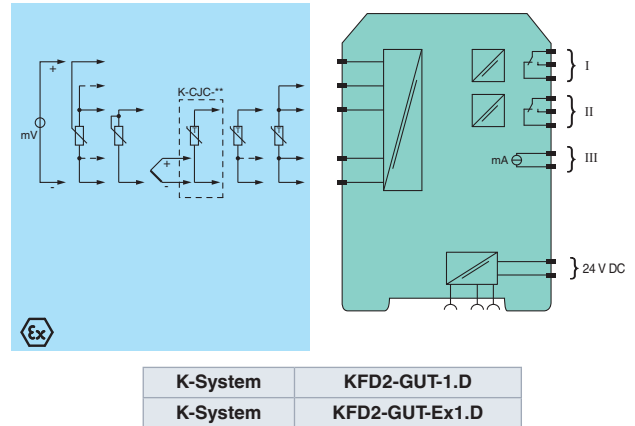 +
mV
-
K-CJC-**
+
-
Ex
I
II
mA
III
24 V DC
K-System KFD2-GUT-1.D
K-System KFD2-GUT-Ex1.D